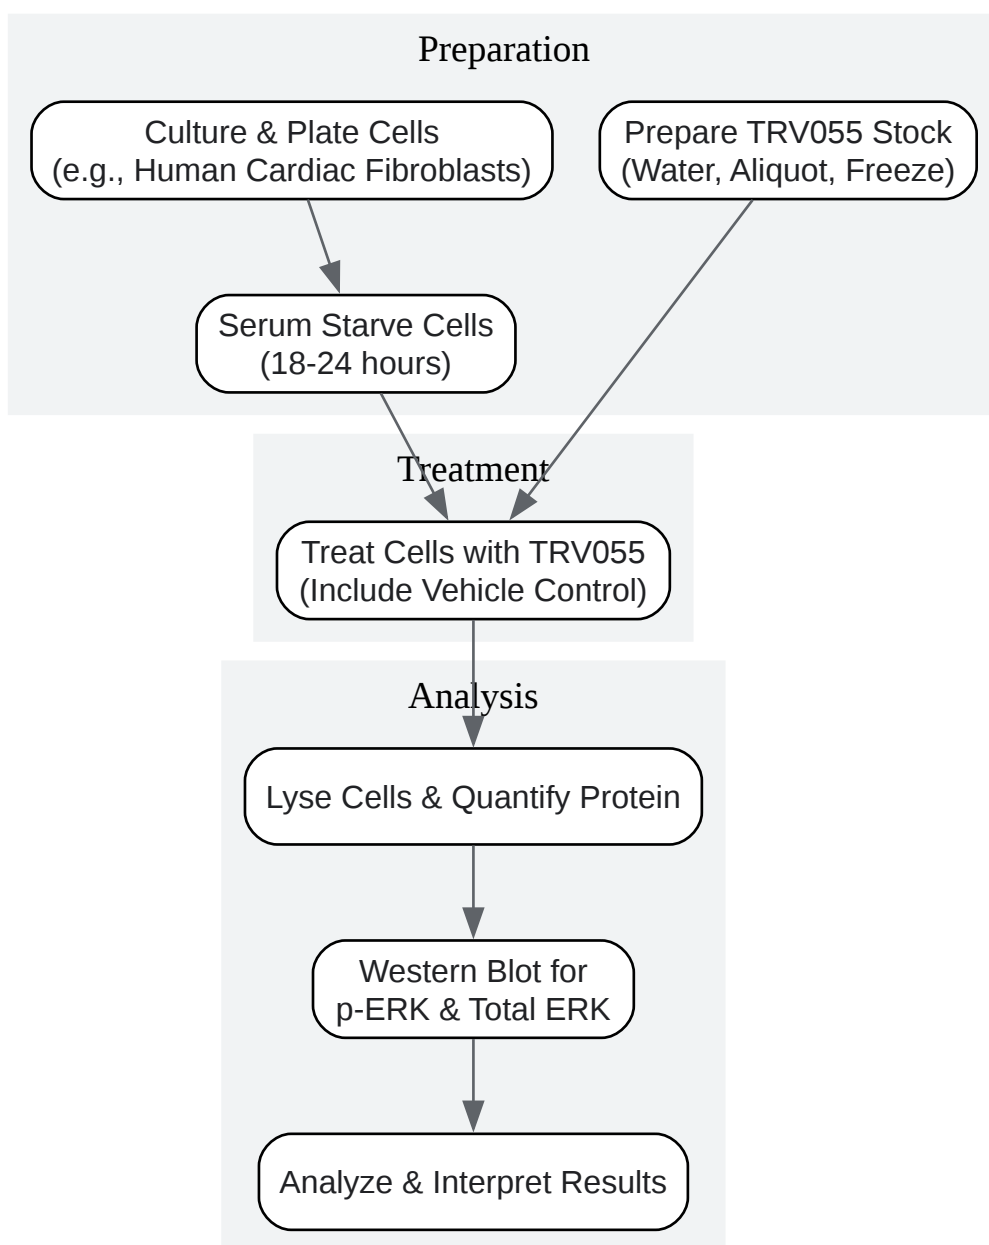 Preparation
Culture & Plate Cells
(e.g., Human Cardiac Fibroblasts)
Prepare TRV055 Stock
(Water, Aliquot, Freeze)
Serum Starve Cells
(18-24 hours)
Treatment
Treat Cells with TRV055
(Include Vehicle Control)
Analysis
Lyse Cells & Quantify Protein
Western Blot for
p-ERK & Total ERK
Analyze & Interpret Results